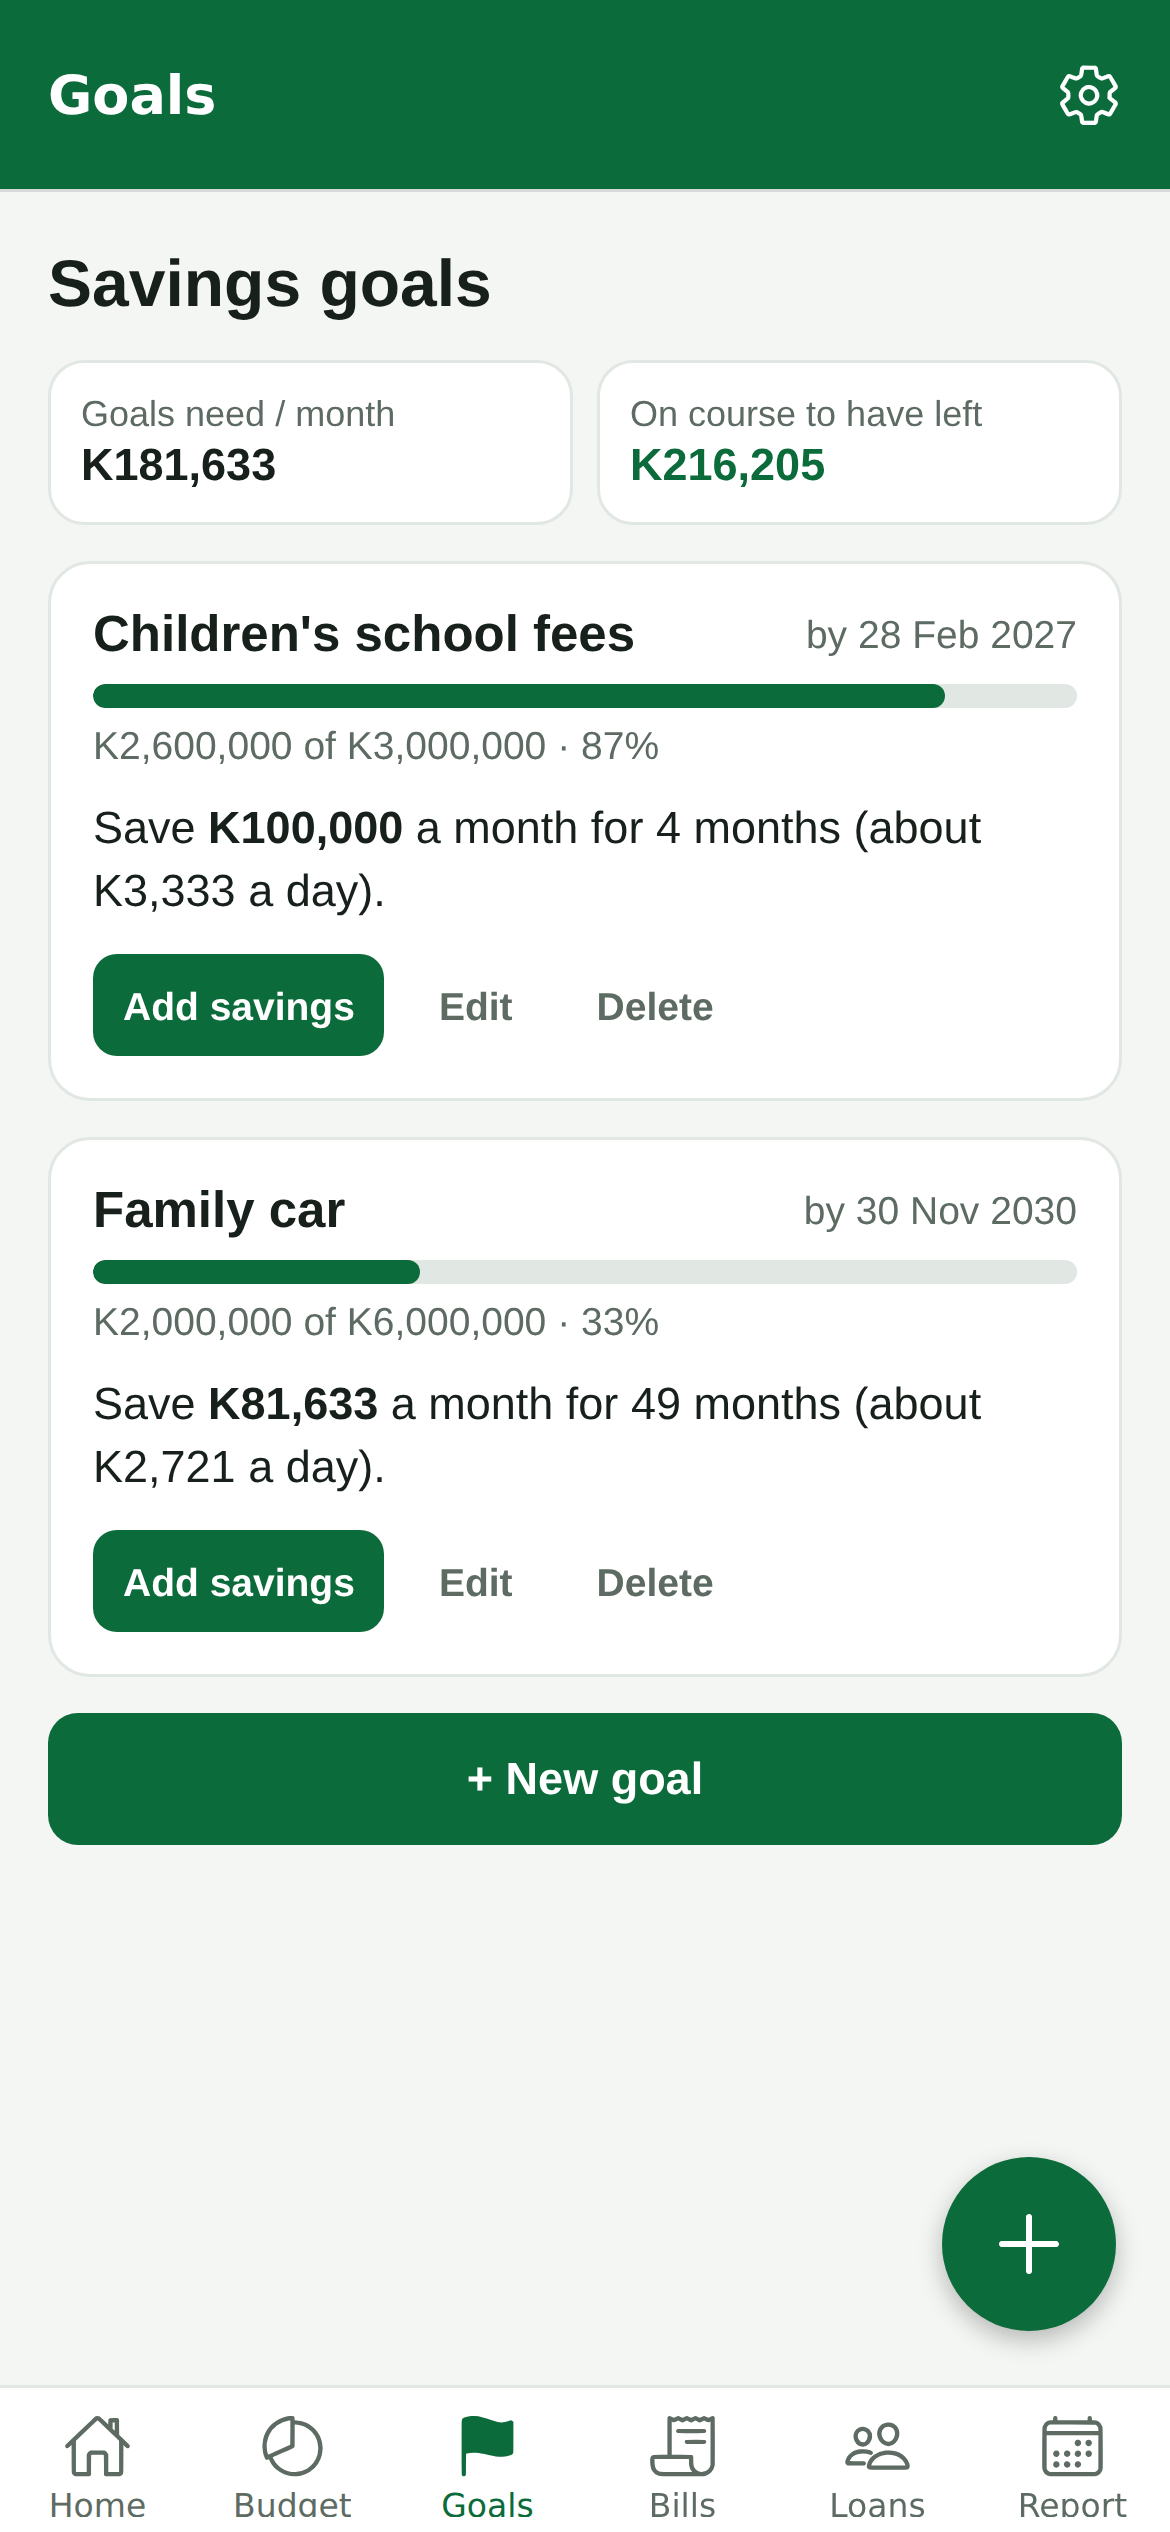 Goals
Savings goals
Goals need / month
K181,633
On course to have left
K216,205
Children's school fees
by 28 Feb 2027
K2,600,000 of K3,000,000 · 87%
Save K100,000 a month for 4 months (about
K3,333 a day).
Add savings
Edit
Delete
Family car
by 30 Nov 2030
K2,000,000 of K6,000,000 · 33%
Save K81,633 a month for 49 months (about
K2,721 a day).
Add savings
Edit
Delete
+ New goal
Home
Budget
Goals
Bills
Loans
Report